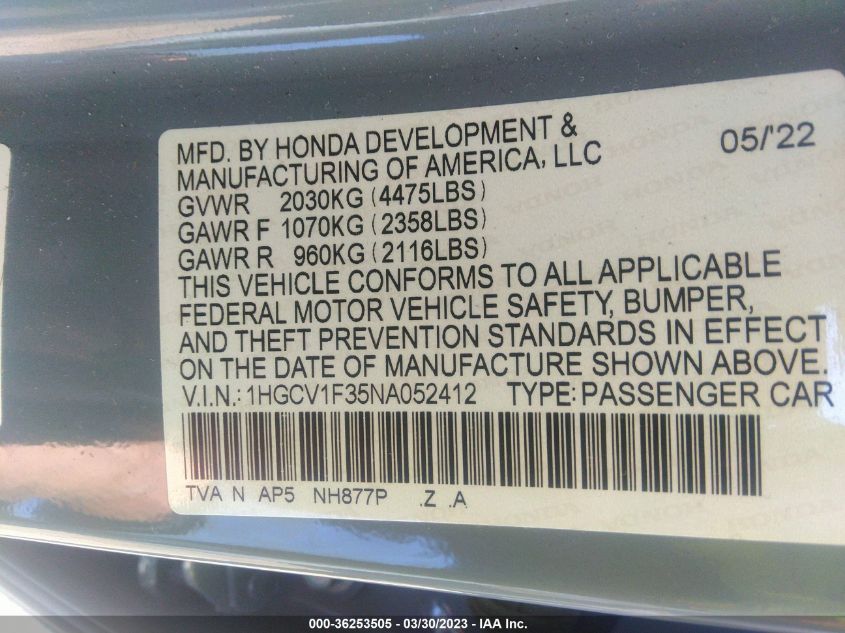 MFD. BY HONDA DEVELOPMENT & 05/'22
MANUFACTURING OF AMERICA, LLC
GVWR 2030KG (4475LBS)
GAWR F 1070KG (2358LBS)
GAWR R 960KG (2116LBS)
THIS VEHICLE CONFORMS TO ALL APPLICABLE
FEDERAL MOTOR VEHICLE SAFETY, BUMPER,
AND THEFT PREVENTION STANDARDS IN EFFECT
ON THE DATE OF MANUFACTURE SHOWN ABOVE.
V.I.N.: 1HGCV1F35NA052412 TYPE: PASSENGER CAR
TVA N AP5 NH877P .Z .A
000-36253505 - 03/30/2023 - IAAI Inc.